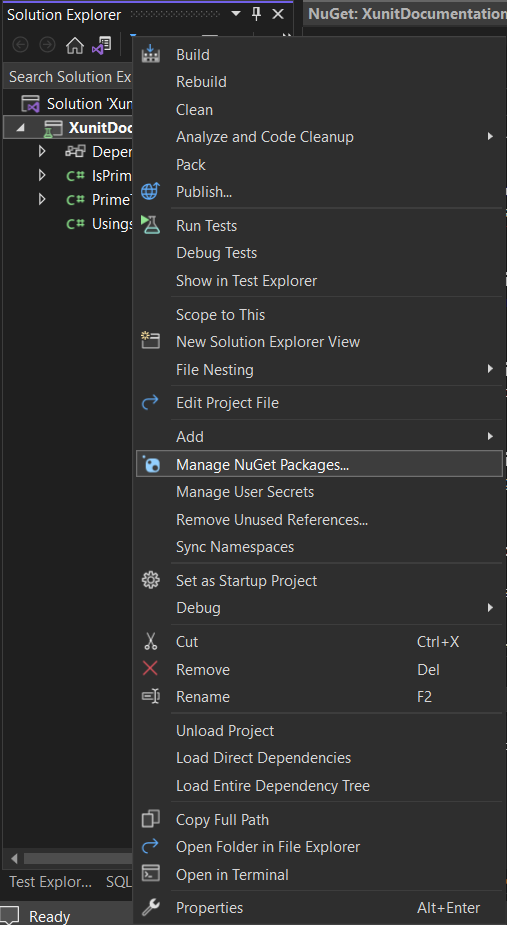 Solution Explorer
NuGet: XunitDocumentation
Search Solution Ex
Solution 'Xun
XunitDoc
Deper
C# IsPrim
C# Prime
C# Usings
Build
Rebuild
Clean
Analyze and Code Cleanup
Pack
Publish...
Run Tests
Debug Tests
Show in Test Explorer
Scope to This
New Solution Explorer View
File Nesting
Edit Project File
Add
Manage NuGet Packages...
Manage User Secrets
Remove Unused References...
Sync Namespaces
Set as Startup Project
Debug
Cut Ctrl+X
Remove Del
Rename F2
Unload Project
Load Direct Dependencies
Load Entire Dependency Tree
Copy Full Path
Open Folder in File Explorer
Open in Terminal
Properties Alt+Enter
Test Explor... SQL
Ready